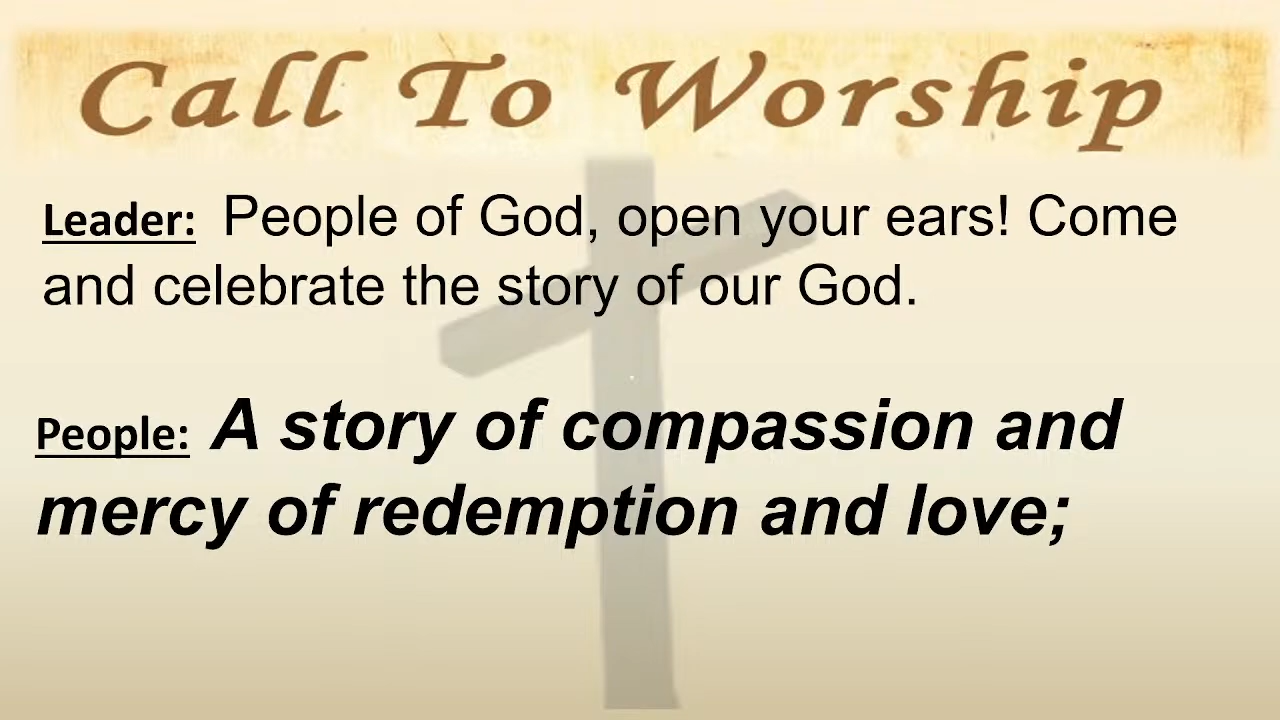 Call To Worship
Leader: People of God, open your ears! Come
and celebrate the story of our God.
People: A story of compassion and
mercy of redemption and love;